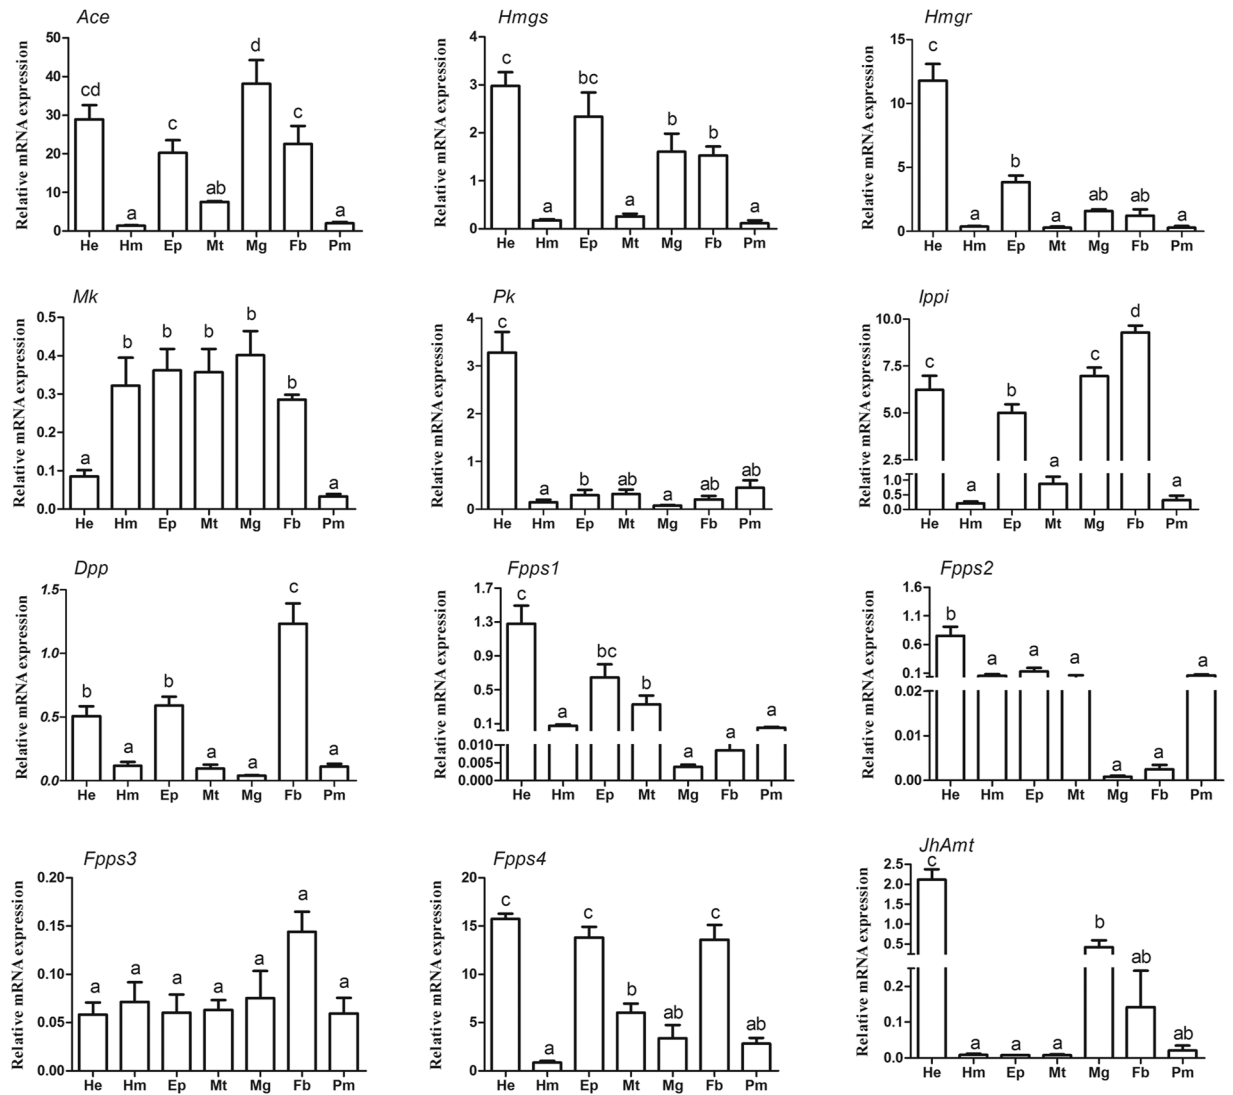 Ace
Relative mRNA expression
50
40
30
20
10
0
cd
a
c
ab
d
c
a
He Hm Ep Mt Mg Fb Pm
Hmgs
Relative mRNA expression
4
3
2
1
0
c
a
bc
a
b
b
a
He Hm Ep Mt Mg Fb Pm
Hmgr
Relative mRNA expression
15
10
5
0
c
a
b
a
ab
ab
a
He Hm Ep Mt Mg Fb Pm
Mk
Relative mRNA expression
0.5
0.4
0.3
0.2
0.1
0.0
a
b
b
b
b
b
a
He Hm Ep Mt Mg Fb Pm
Pk
Relative mRNA expression
4
3
2
1
0
c
a
b
ab
a
ab
ab
He Hm Ep Mt Mg Fb Pm
Ippi
Relative mRNA expression
10.0
7.5
5.0
2.5
1.0
0.5
0.0
c
a
b
a
c
d
a
He Hm Ep Mt Mg Fb Pm
Dpp
Relative mRNA expression
1.5
1.0
0.5
0.0
b
a
b
a
a
c
a
He Hm Ep Mt Mg Fb Pm
Fpps1
Relative mRNA expression
1.7
1.3
0.9
0.5
0.1
0.010
0.005
0.000
c
a
bc
b
a
a
a
He Hm Ep Mt Mg Fb Pm
Fpps2
Relative mRNA expression
1.6
1.1
0.6
0.1
0.02
0.01
0.00
b
a
a
a
a
a
a
He Hm Ep Mt Mg Fb Pm
Fpps3
Relative mRNA expression
0.20
0.15
0.10
0.05
0.00
a
a
a
a
a
a
a
He Hm Ep Mt Mg Fb Pm
Fpps4
Relative mRNA expression
20
15
10
5
0
c
a
c
b
ab
c
ab
He Hm Ep Mt Mg Fb Pm
JhAmt
Relative mRNA expression
2.5
2.0
1.5
1.0
0.5
0.2
0.1
0.0
c
a
a
a
b
ab
ab
He Hm Ep Mt Mg Fb Pm